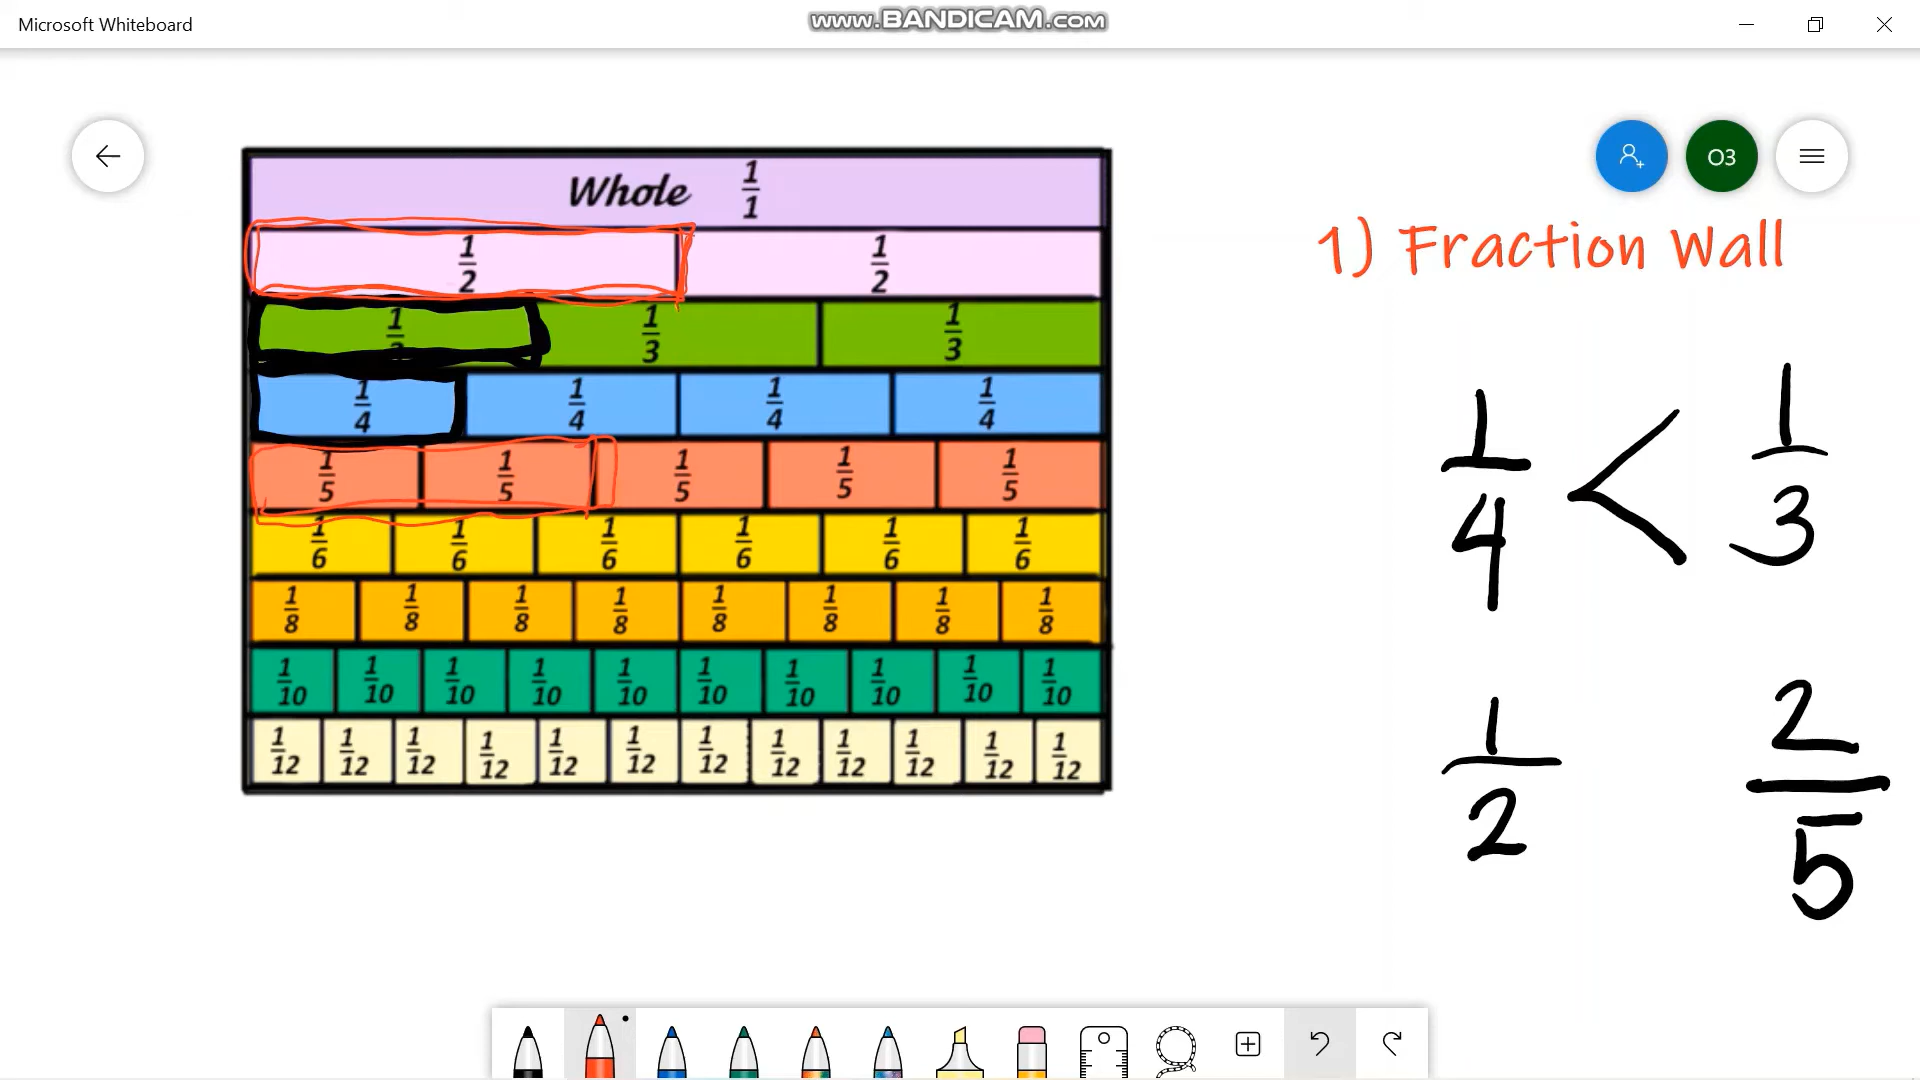 Microsoft Whiteboard
www.BANDICAM.com
O3
1) Fraction Wall
Whole 1/1
1/2 1/2
1/3 1/3
1/4 1/4 1/4 1/4
1/5 1/5 1/5 1/5 1/5
1/6 1/6 1/6 1/6 1/6 1/6
1/8 1/8 1/8 1/8 1/8 1/8 1/8 1/8
1/10 1/10 1/10 1/10 1/10 1/10 1/10 1/10 1/10 1/10
1/12 1/12 1/12 1/12 1/12 1/12 1/12 1/12 1/12 1/12 1/12 1/12
1/4 < 1/3
1/2 2/5